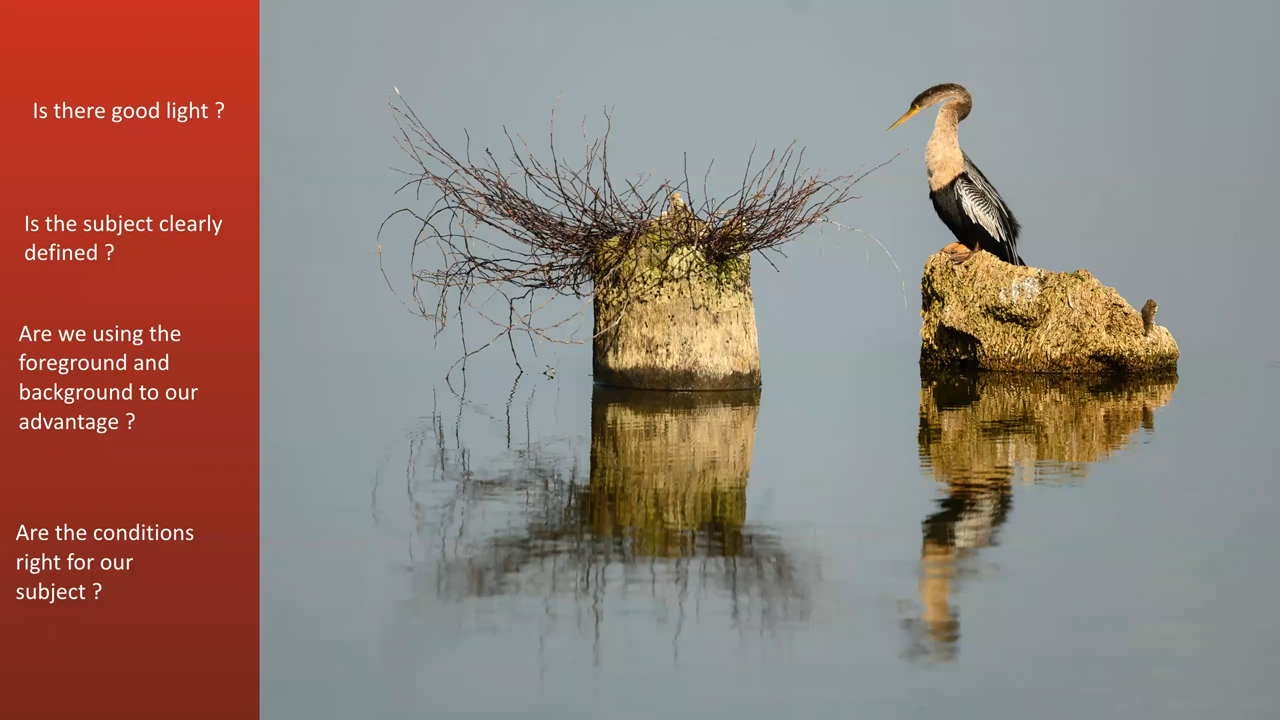 Is there good light ?
Is the subject clearly
defined ?
Are we using the
foreground and
background to our
advantage ?
Are the conditions
right for our
subject ?